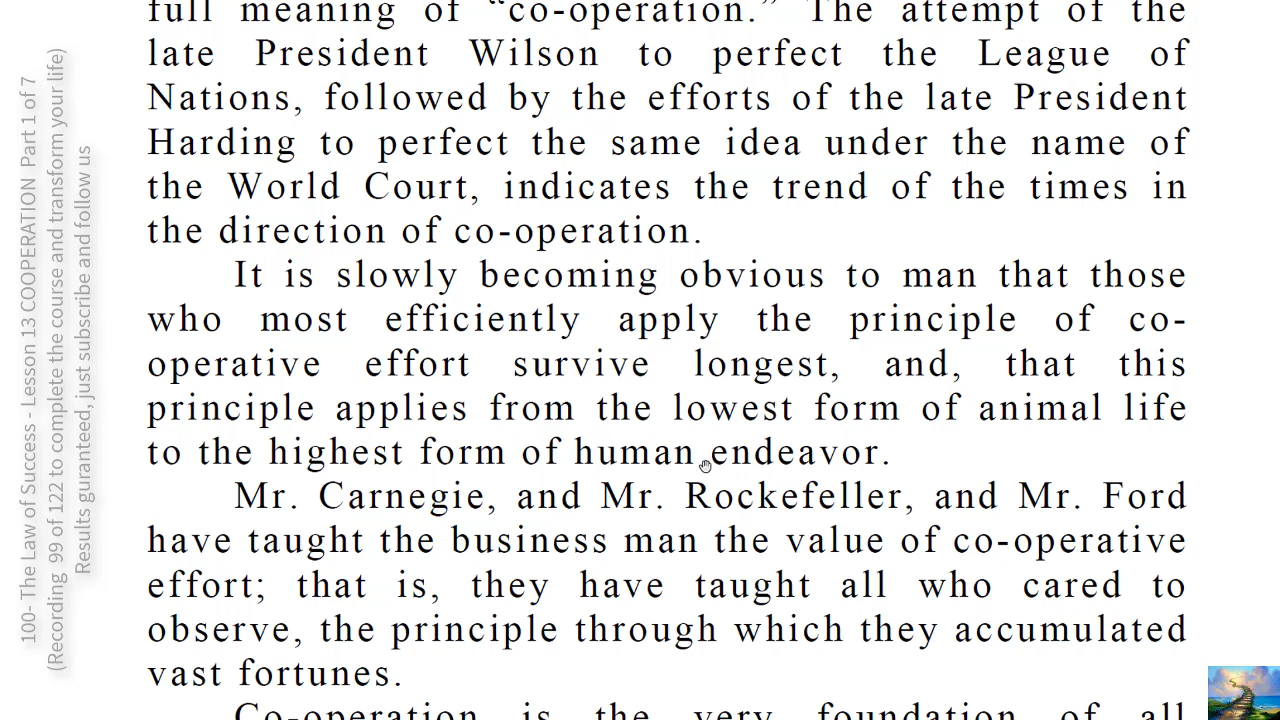 full meaning of “co-operation.” The attempt of the
late President Wilson to perfect the League of
Nations, followed by the efforts of the late President
Harding to perfect the same idea under the name of
the World Court, indicates the trend of the times in
the direction of co-operation.
It is slowly becoming obvious to man that those
who most efficiently apply the principle of co-
operative effort survive longest, and, that this
principle applies from the lowest form of animal life
to the highest form of human endeavor.
Mr. Carnegie, and Mr. Rockefeller, and Mr. Ford
have taught the business man the value of co-operative
effort; that is, they have taught all who cared to
observe, the principle through which they accumulated
vast fortunes.
Co-operation is the very foundation of all
100- The Law of Success - Lesson 13 COOPERATION Part 1 of 7
(Recording 99 of 122 to complete the course and transform your life)
Results guranteed, just subscribe and follow us